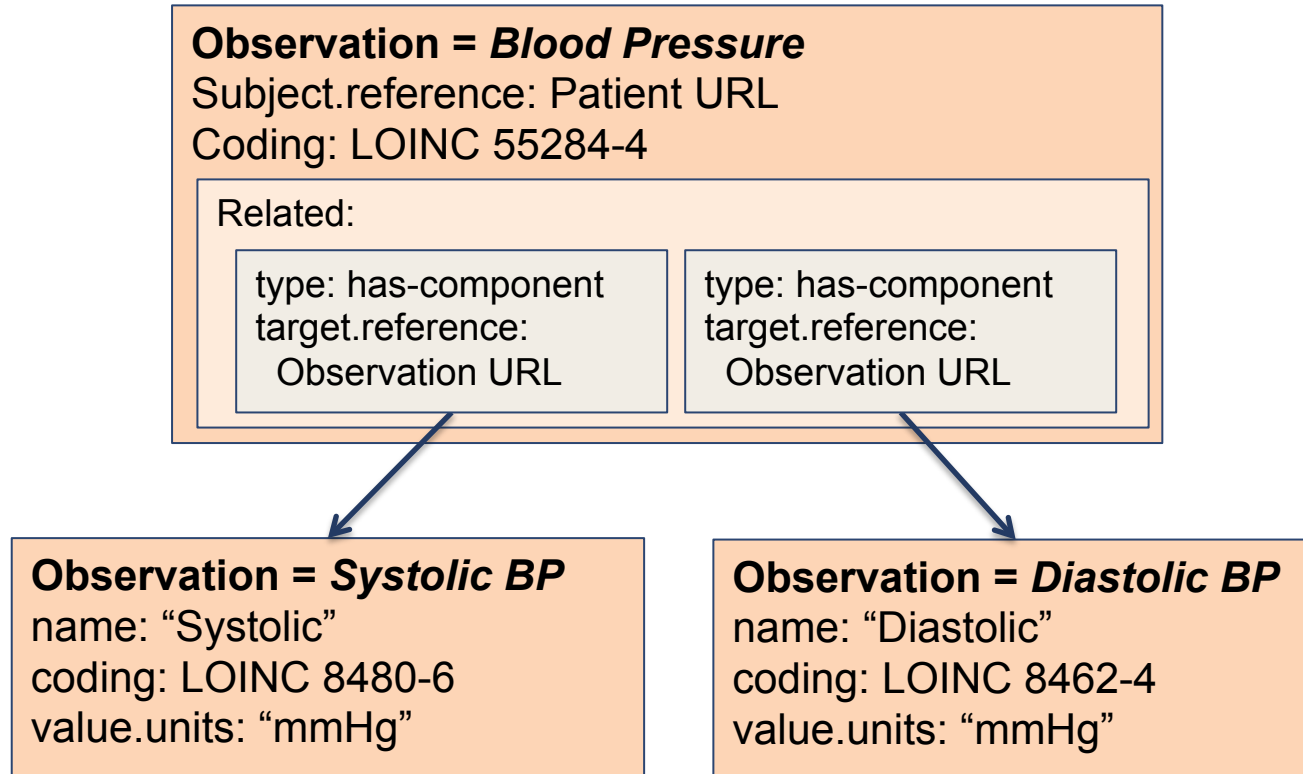 Observation = Blood Pressure
Subject.reference: Patient URL
Coding: LOINC 55284-4
Related:
type: has-component
target.reference:
Observation URL
type: has-component
target.reference:
Observation URL
Observation = Systolic BP
name: “Systolic”
coding: LOINC 8480-6
value.units: “mmHg”
Observation = Diastolic BP
name: “Diastolic”
coding: LOINC 8462-4
value.units: “mmHg”